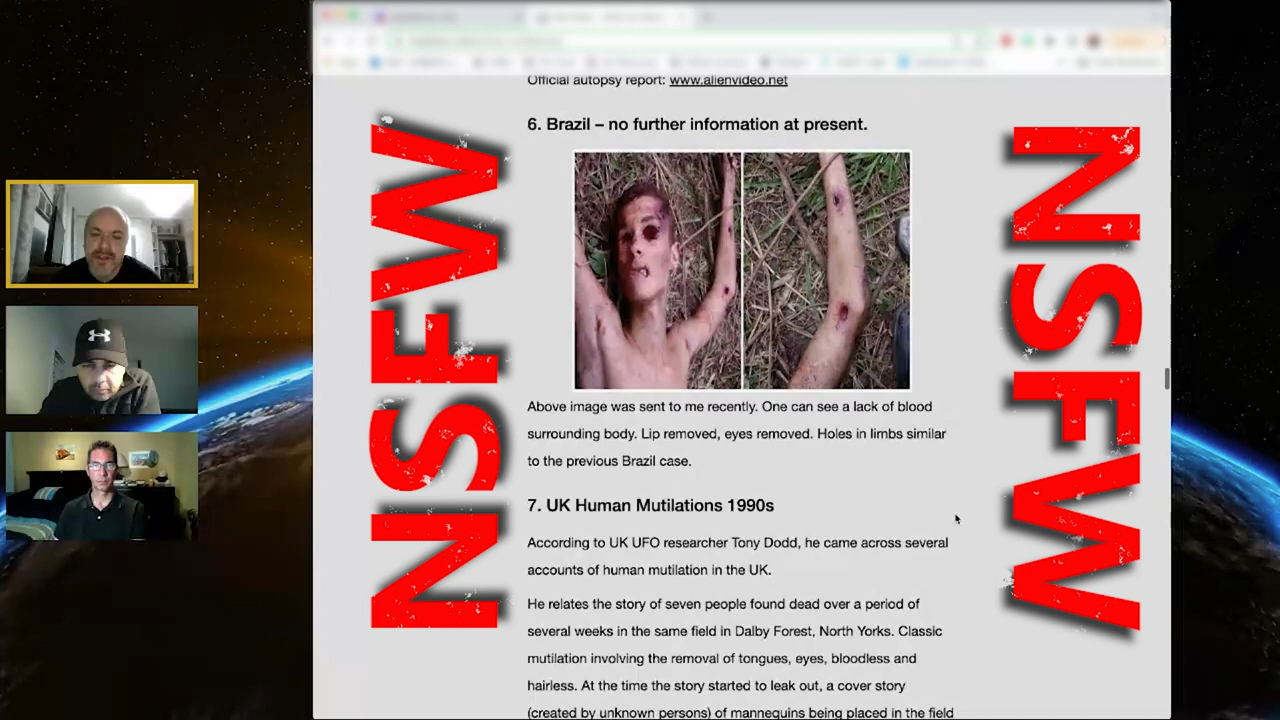 Official autopsy report: www.alienvideo.net
6. Brazil – no further information at present.
NSFW
NSFW
Above image was sent to me recently. One can see a lack of blood
surrounding body. Lip removed, eyes removed. Holes in limbs similar
to the previous Brazil case.
7. UK Human Mutilations 1990s
According to UK UFO researcher Tony Dodd, he came across several
accounts of human mutilation in the UK.
He relates the story of seven people found dead over a period of
several weeks in the same field in Dalby Forest, North Yorks. Classic
mutilation involving the removal of tongues, eyes, bloodless and
hairless. At the time the story started to leak out, a cover story
(created by unknown persons) of mannequins being placed in the field